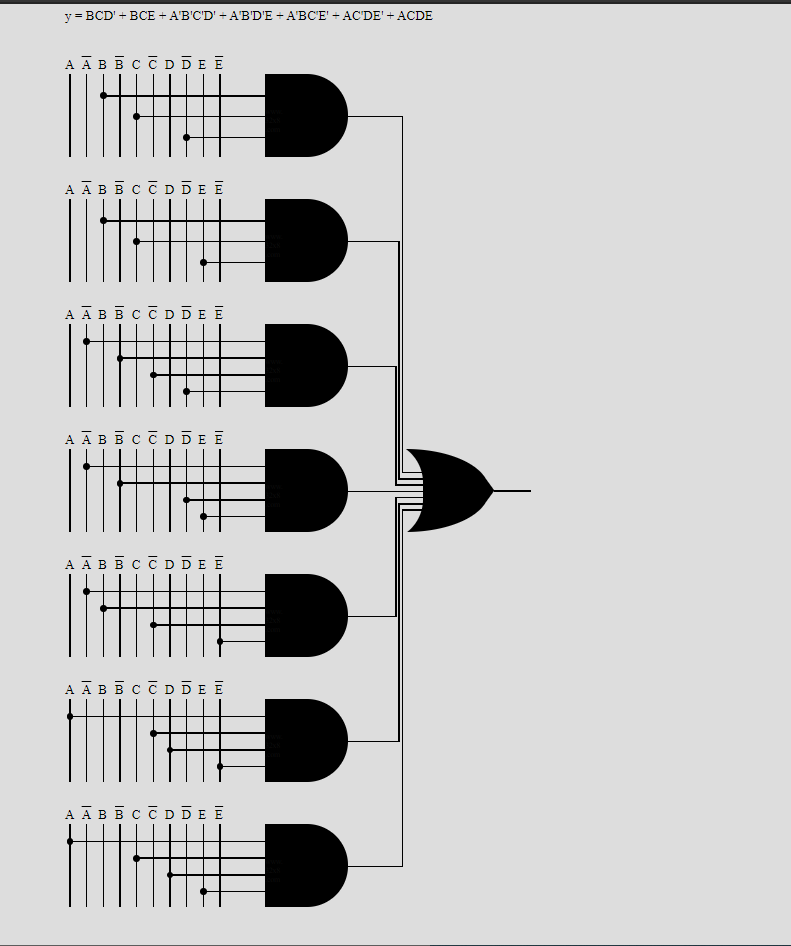 y = BCD' + BCE + A'B'C'D' + A'B'D'E + A'BC'E' + AC'DE' + ACDE
A A̅ B B̅ C C̅ D D̅ E E̅
A A̅ B B̅ C C̅ D D̅ E E̅
A A̅ B B̅ C C̅ D D̅ E E̅
A A̅ B B̅ C C̅ D D̅ E E̅
A A̅ B B̅ C C̅ D D̅ E E̅
A A̅ B B̅ C C̅ D D̅ E E̅
A A̅ B B̅ C C̅ D D̅ E E̅